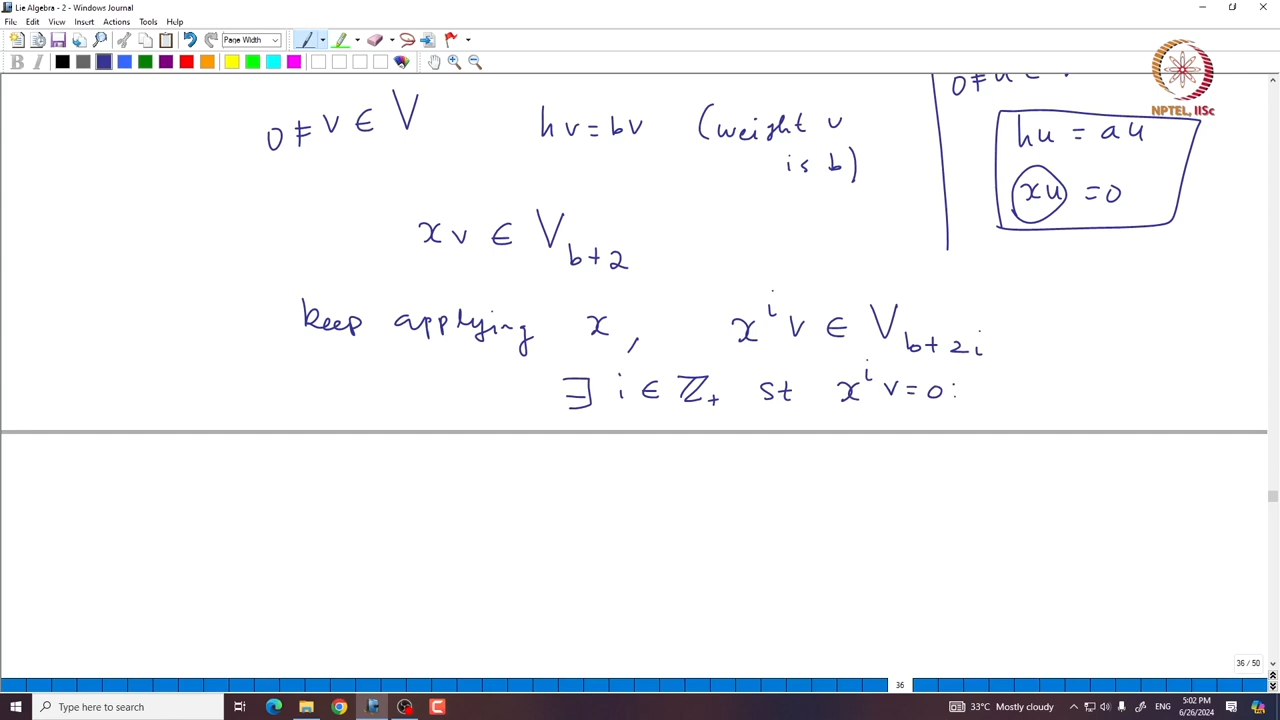 Lie Algebra - 2 - Windows Journal
File Edit View Insert Actions Tools Help
Page Width
B I
NPTEL, IISc
0 ≠ v ∈ V hv = bv (weight v
is b)
0 ≠ u ∈
hu = au
xu = 0
xv ∈ V_{b+2}
keep applying x, x^i v ∈ V_{b+2i}
∃ i ∈ ℤ_+ st x^i v = 0:
36 / 50
36
Type here to search
33°C Mostly cloudy
ENG
5:02 PM
6/26/2024